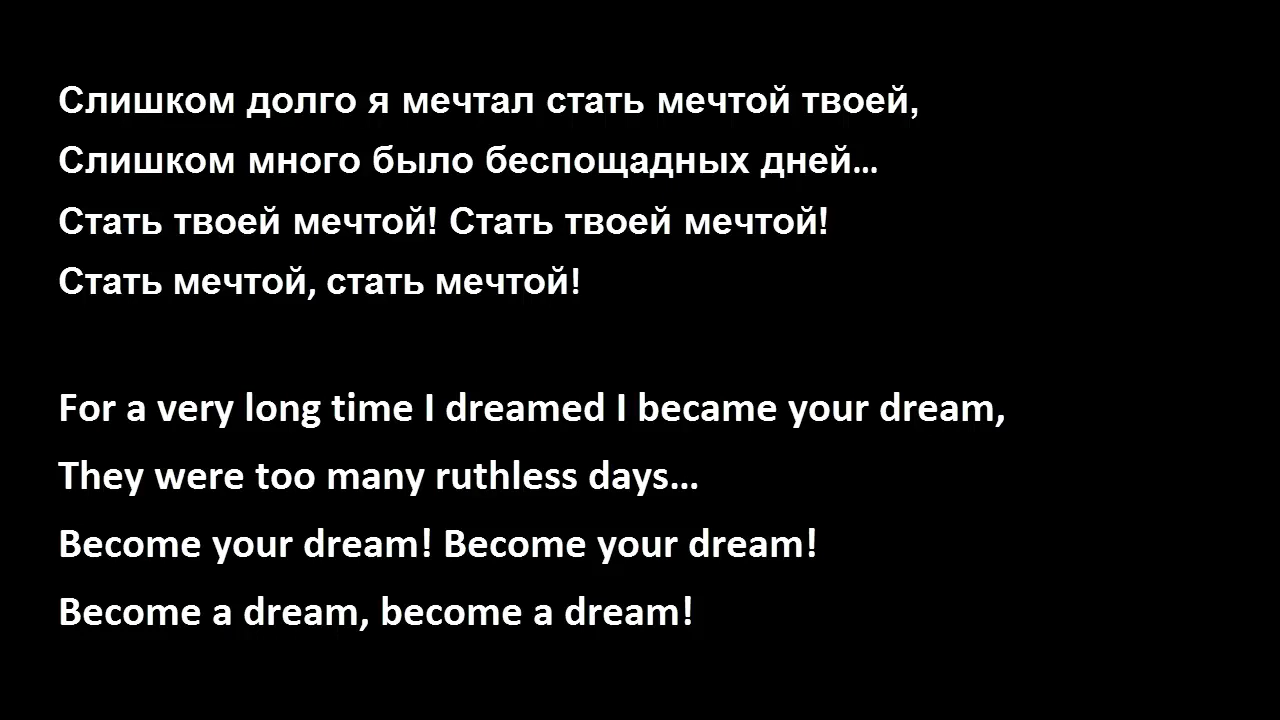 Слишком долго я мечтал стать мечтой твоей,
Слишком много было беспощадных дней...
Стать твоей мечтой! Стать твоей мечтой!
Стать мечтой, стать мечтой!
For a very long time I dreamed I became your dream,
They were too many ruthless days...
Become your dream! Become your dream!
Become a dream, become a dream!